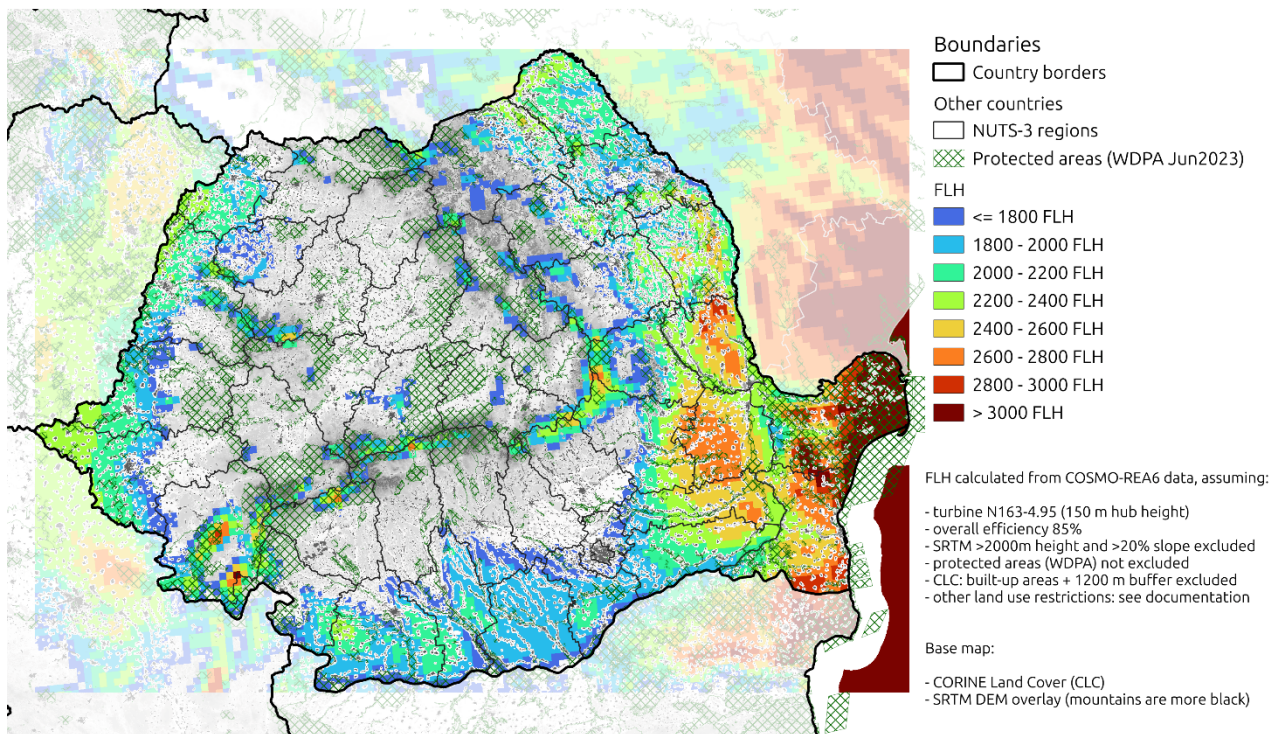 Boundaries
Country borders
Other countries
NUTS-3 regions
Protected areas (WDPA Jun2023)
FLH
<= 1800 FLH
1800 - 2000 FLH
2000 - 2200 FLH
2200 - 2400 FLH
2400 - 2600 FLH
2600 - 2800 FLH
2800 - 3000 FLH
> 3000 FLH
FLH calculated from COSMO-REA6 data, assuming:
- turbine N163-4.95 (150 m hub height)
- overall efficiency 85%
- SRTM >2000m height and >20% slope excluded
- protected areas (WDPA) not excluded
- CLC: built-up areas + 1200 m buffer excluded
- other land use restrictions: see documentation
Base map:
- CORINE Land Cover (CLC)
- SRTM DEM overlay (mountains are more black)